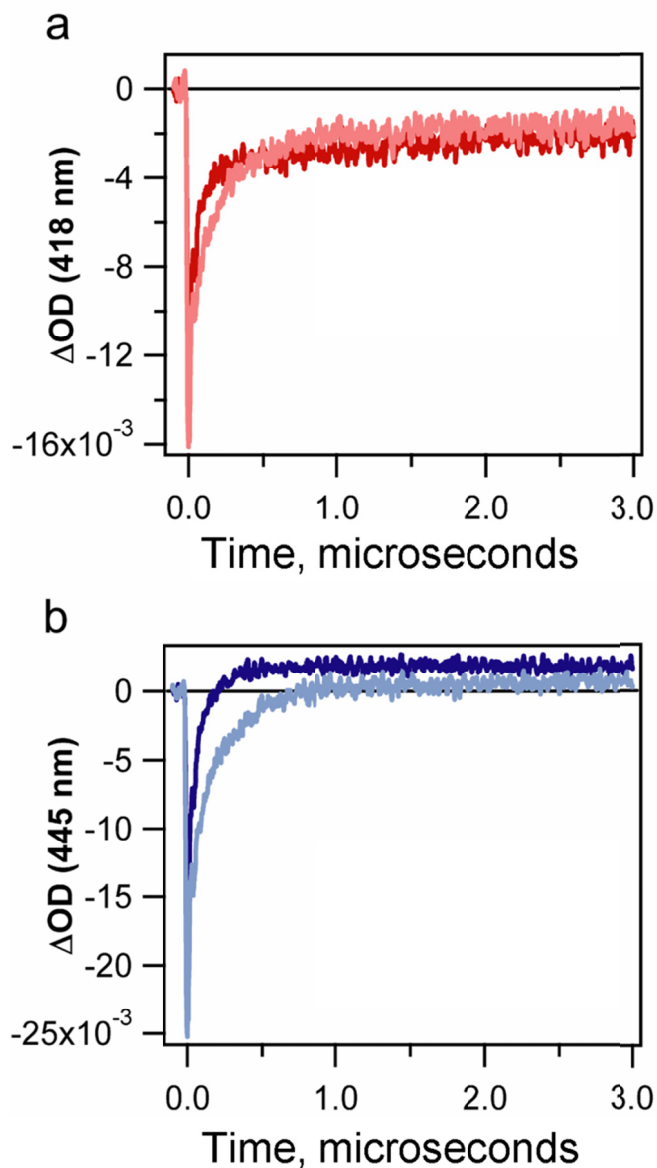 a
0
-4
-8
-12
-16x10⁻³
ΔOD (418 nm)
0.0 1.0 2.0 3.0
Time, microseconds
b
0
-5
-10
-15
-20
-25x10⁻³
ΔOD (445 nm)
0.0 1.0 2.0 3.0
Time, microseconds